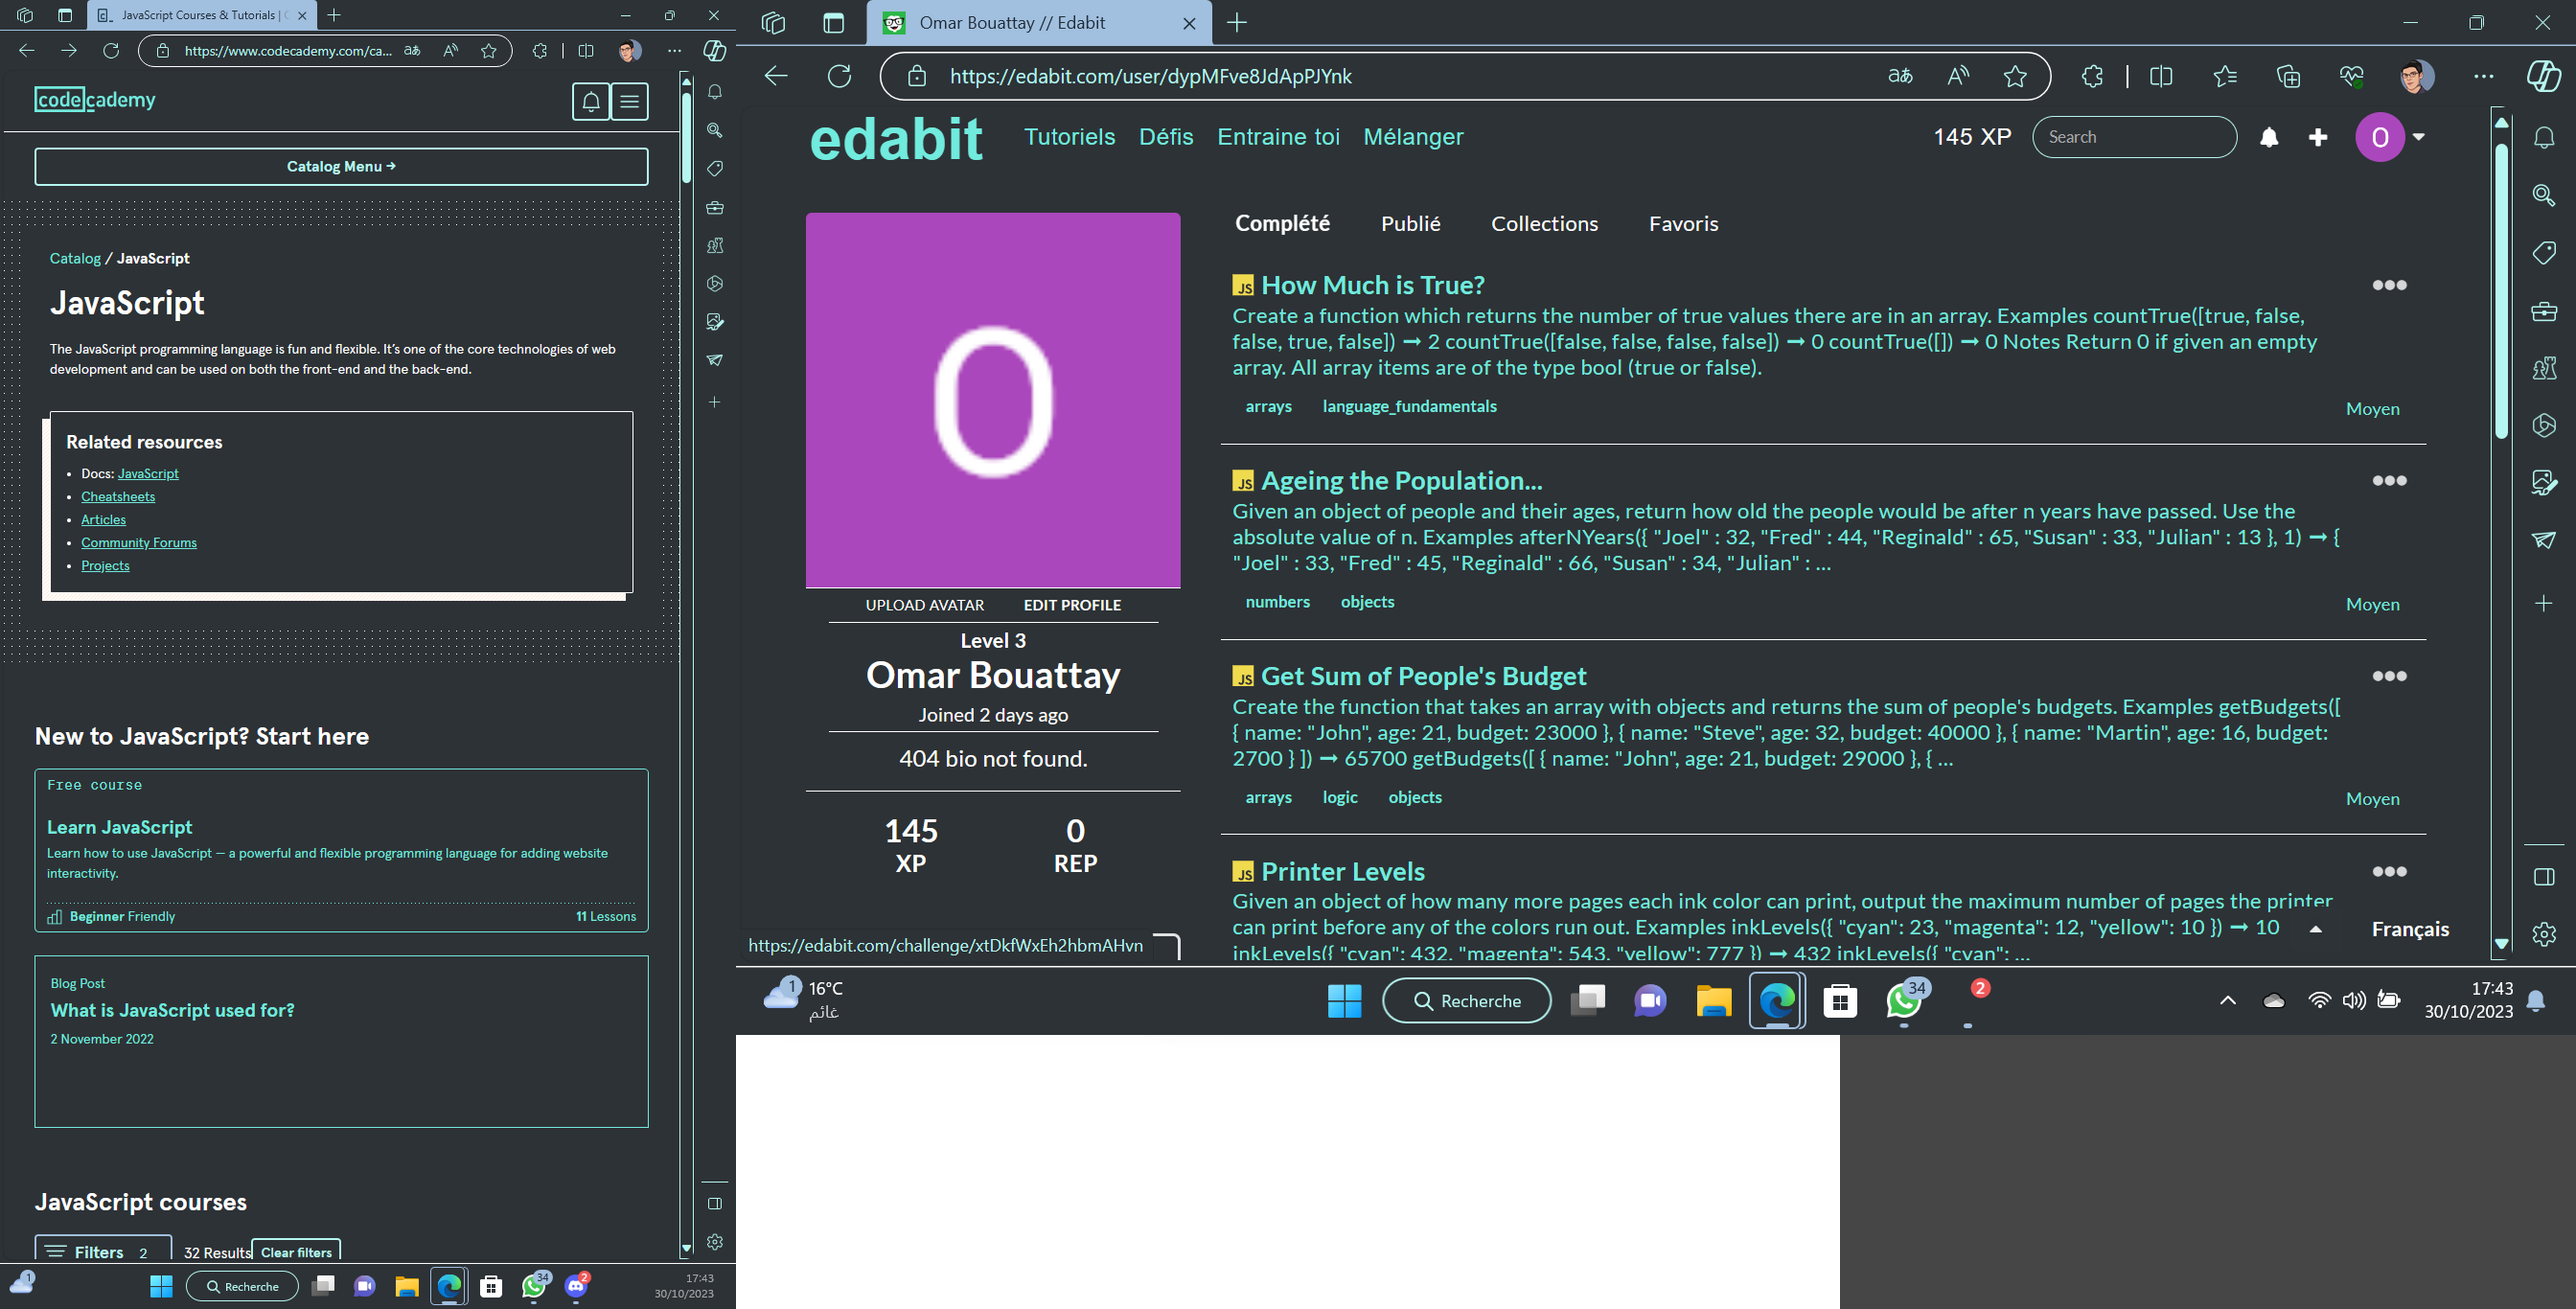 JavaScript Courses & Tutorials | C
https://www.codecademy.com/ca...
codecademy
Catalog Menu →
Catalog / JavaScript
JavaScript
The JavaScript programming language is fun and flexible. It's one of the core technologies of web
development and can be used on both the front-end and the back-end.
Related resources
• Docs: JavaScript
• Cheatsheets
• Articles
• Community Forums
• Projects
New to JavaScript? Start here
Free course
Learn JavaScript
Learn how to use JavaScript — a powerful and flexible programming language for adding website
interactivity.
Beginner Friendly
11 Lessons
Blog Post
What is JavaScript used for?
2 November 2022
JavaScript courses
Filters 2
32 Results
Clear filters
1
Recherche
34
2
17:43
30/10/2023
Omar Bouattay // Edabit
https://edabit.com/user/dypMFve8JdApPJYnk
edabit
Tutoriels Défis Entraine toi Mélanger
145 XP
Search
O
O
UPLOAD AVATAR EDIT PROFILE
Level 3
Omar Bouattay
Joined 2 days ago
404 bio not found.
145 0
XP REP
https://edabit.com/challenge/xtDkfWxEh2hbmAHvn
Complété Publié Collections Favoris
JS How Much is True?
Create a function which returns the number of true values there are in an array. Examples countTrue([true, false,
false, true, false]) → 2 countTrue([false, false, false, false]) → 0 countTrue([]) → 0 Notes Return 0 if given an empty
array. All array items are of the type bool (true or false).
arrays language_fundamentals
Moyen
JS Ageing the Population...
Given an object of people and their ages, return how old the people would be after n years have passed. Use the
absolute value of n. Examples afterNYears({ "Joel" : 32, "Fred" : 44, "Reginald" : 65, "Susan" : 33, "Julian" : 13 }, 1) → {
"Joel" : 33, "Fred" : 45, "Reginald" : 66, "Susan" : 34, "Julian" : ...
numbers objects
Moyen
JS Get Sum of People's Budget
Create the function that takes an array with objects and returns the sum of people's budgets. Examples getBudgets([
{ name: "John", age: 21, budget: 23000 }, { name: "Steve", age: 32, budget: 40000 }, { name: "Martin", age: 16, budget:
2700 } ]) → 65700 getBudgets([ { name: "John", age: 21, budget: 29000 }, { ...
arrays logic objects
Moyen
JS Printer Levels
Given an object of how many more pages each ink color can print, output the maximum number of pages the printer
can print before any of the colors run out. Examples inkLevels({ "cyan": 23, "magenta": 12, "yellow": 10 }) → 10
inkLevels({ "cyan": 432, "magenta": 543, "yellow": 777 }) → 432 inkLevels({ "cyan": ...
Français
1
16°C
غائم
Recherche
34
2
17:43
30/10/2023